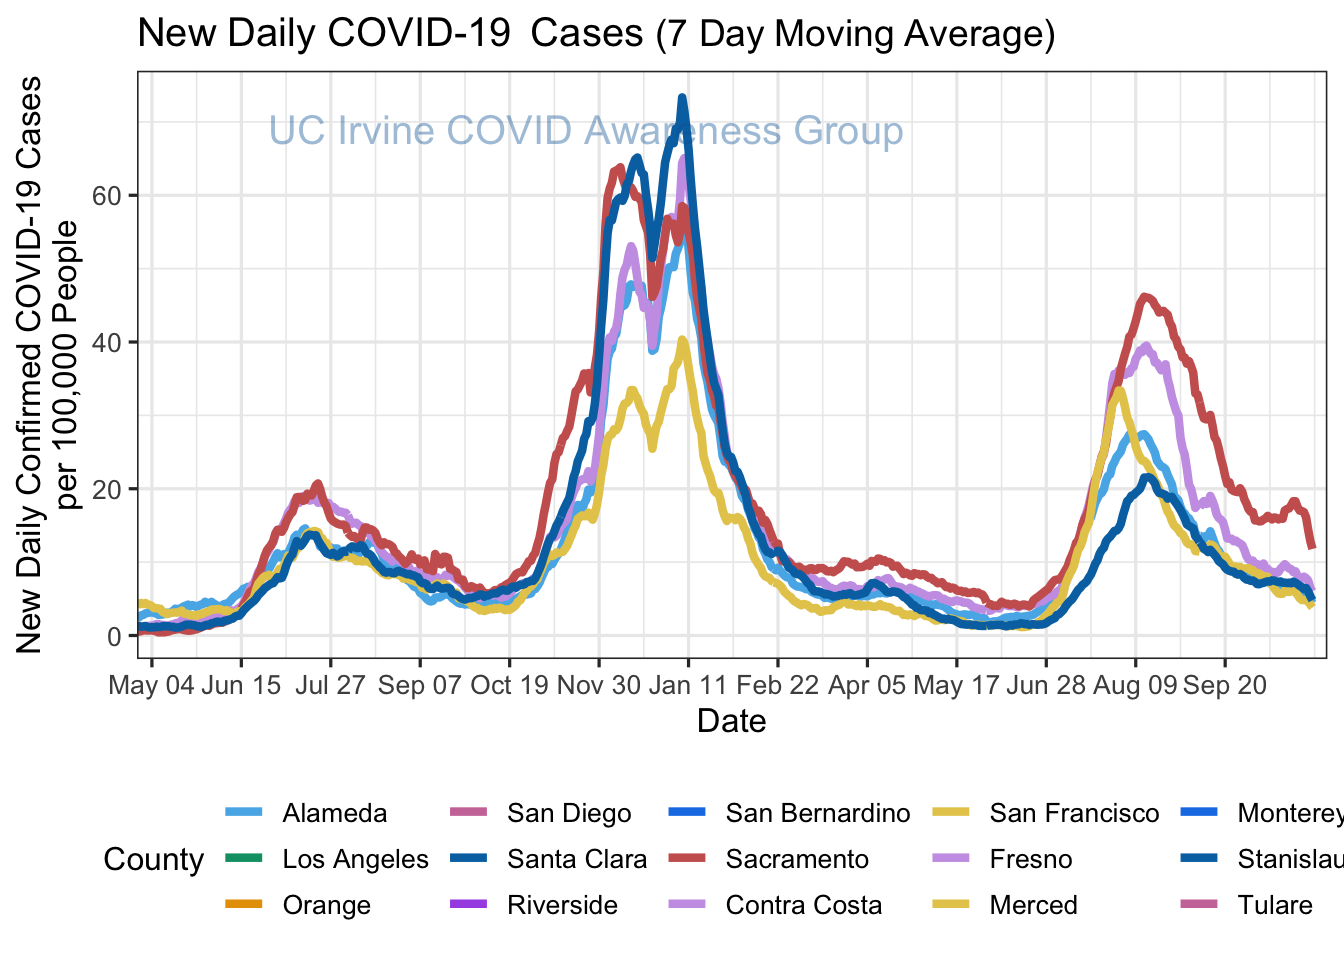 New Daily COVID-19 Cases (7 Day Moving Average)
UC Irvine COVID Awareness Group
New Daily Confirmed COVID-19 Cases
per 100,000 People
60
40
20
0
May 04 Jun 15 Jul 27 Sep 07 Oct 19 Nov 30 Jan 11 Feb 22 Apr 05 May 17 Jun 28 Aug 09 Sep 20
Date
County
Alameda San Diego San Bernardino San Francisco Monterey
Los Angeles Santa Clara Sacramento Fresno Stanislau
Orange Riverside Contra Costa Merced Tulare